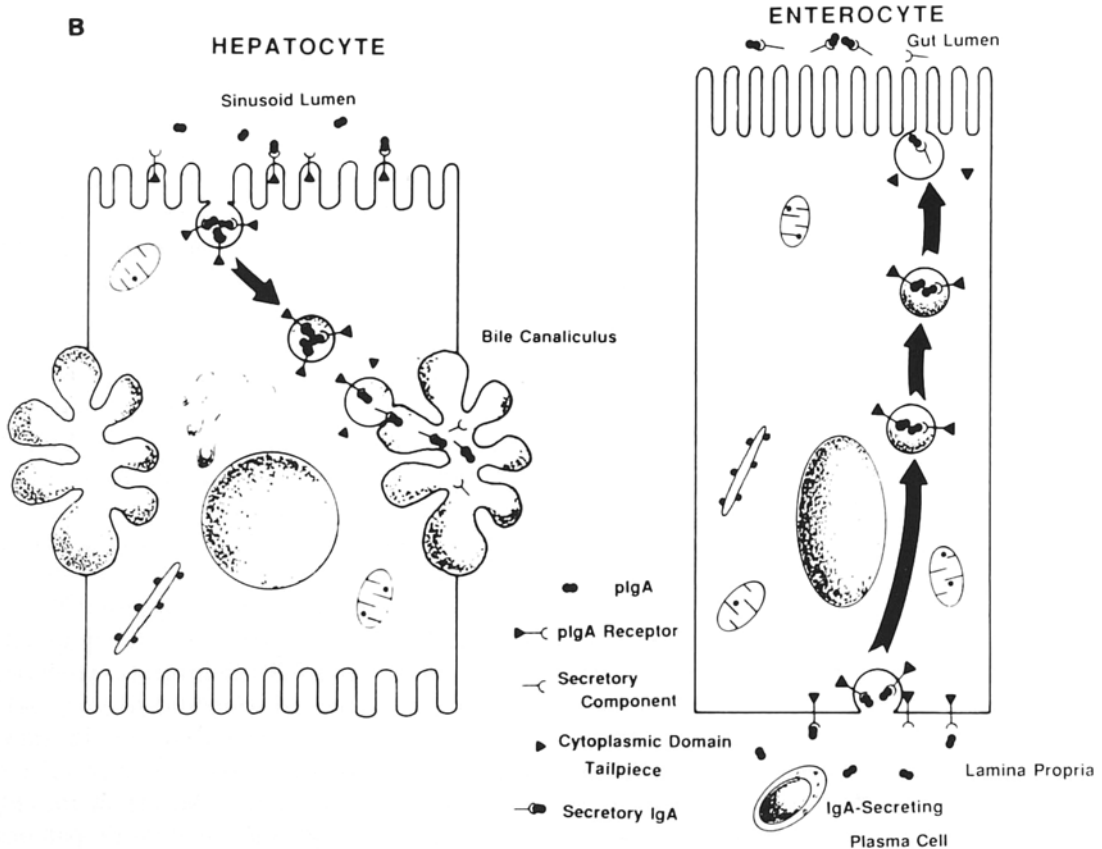 B
HEPATOCYTE
Sinusoid Lumen
Bile Canaliculus
ENTEROCYTE
Gut Lumen
pIgA
pIgA Receptor
Secretory
Component
Cytoplasmic Domain
Tailpiece
Secretory IgA
Lamina Propria
IgA-Secreting
Plasma Cell